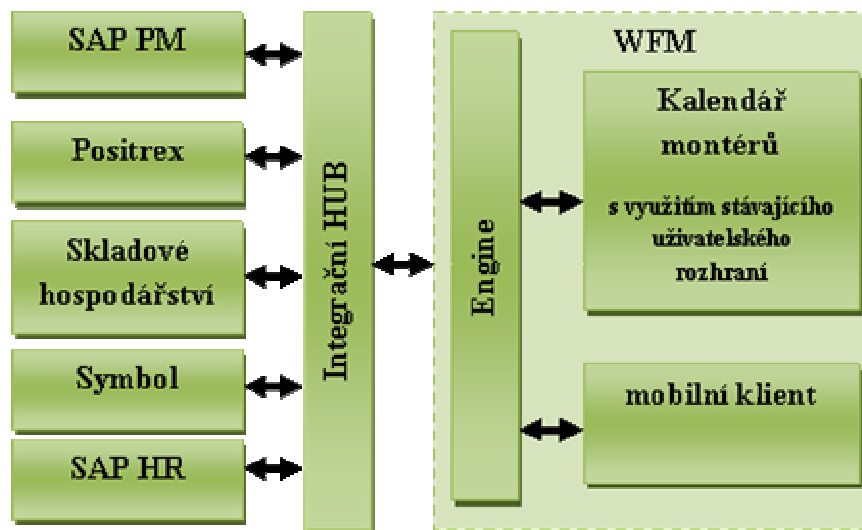 SAP PM
Positrex
Skladové
hospodářství
Symbol
SAP HR
Integrační HUB
WFM
Engine
Kalendář
montérů
s využitím stávajícího
uživatelského
rozhraní
mobilní klient